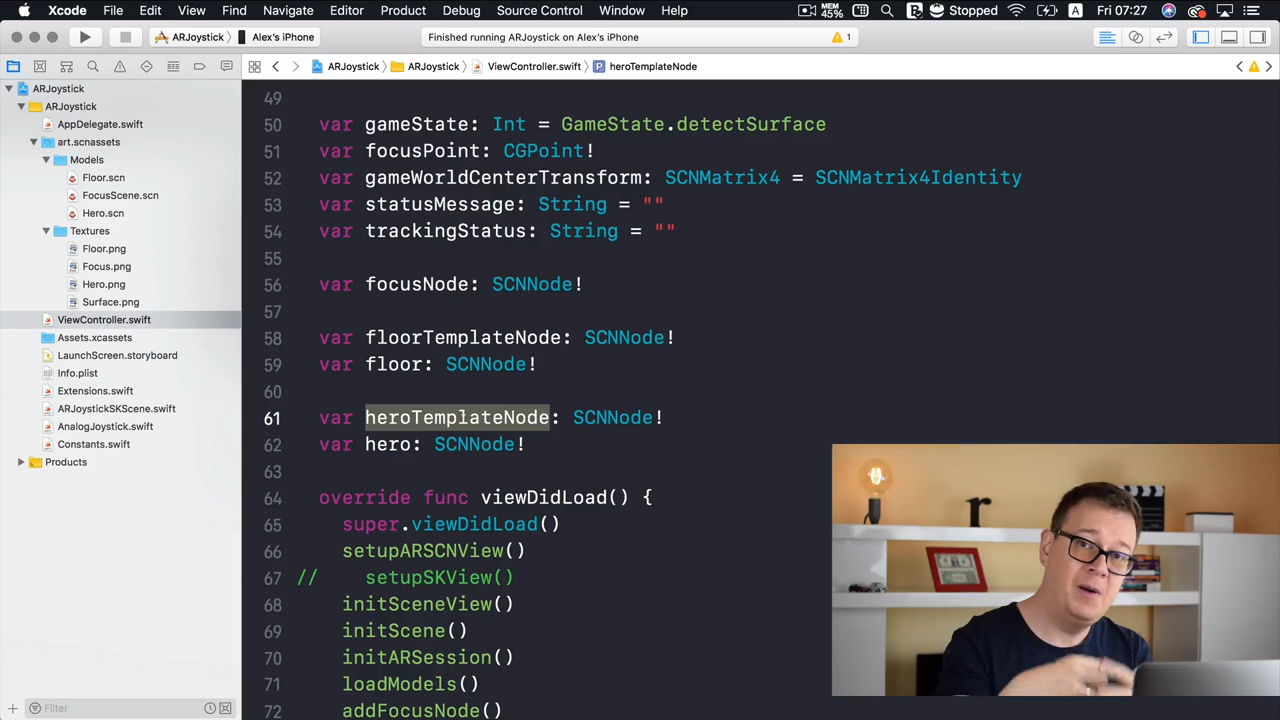 Xcode File Edit View Find Navigate Editor Product Debug Source Control Window Help MEM 45% Stopped A Fri 07:27
ARJoystick Alex's iPhone Finished running ARJoystick on Alex's iPhone 1
ARJoystick ARJoystick ViewController.swift P heroTemplateNode
ARJoystick
ARJoystick
AppDelegate.swift
art.scnassets
Models
Floor.scn
FocusScene.scn
Hero.scn
Textures
Floor.png
Focus.png
Hero.png
Surface.png
ViewController.swift
Assets.xcassets
LaunchScreen.storyboard
Info.plist
Extensions.swift
ARJoystickSKScene.swift
AnalogJoystick.swift
Constants.swift
Products
Filter
49
50 var gameState: Int = GameState.detectSurface
51 var focusPoint: CGPoint!
52 var gameWorldCenterTransform: SCNMatrix4 = SCNMatrix4Identity
53 var statusMessage: String = ""
54 var trackingStatus: String = ""
55
56 var focusNode: SCNNode!
57
58 var floorTemplateNode: SCNNode!
59 var floor: SCNNode!
60
61 var heroTemplateNode: SCNNode!
62 var hero: SCNNode!
63
64 override func viewDidLoad() {
65 super.viewDidLoad()
66 setupARSCNView()
67 // setupSKView()
68 initSceneView()
69 initScene()
70 initARSession()
71 loadModels()
72 addFocusNode()
r